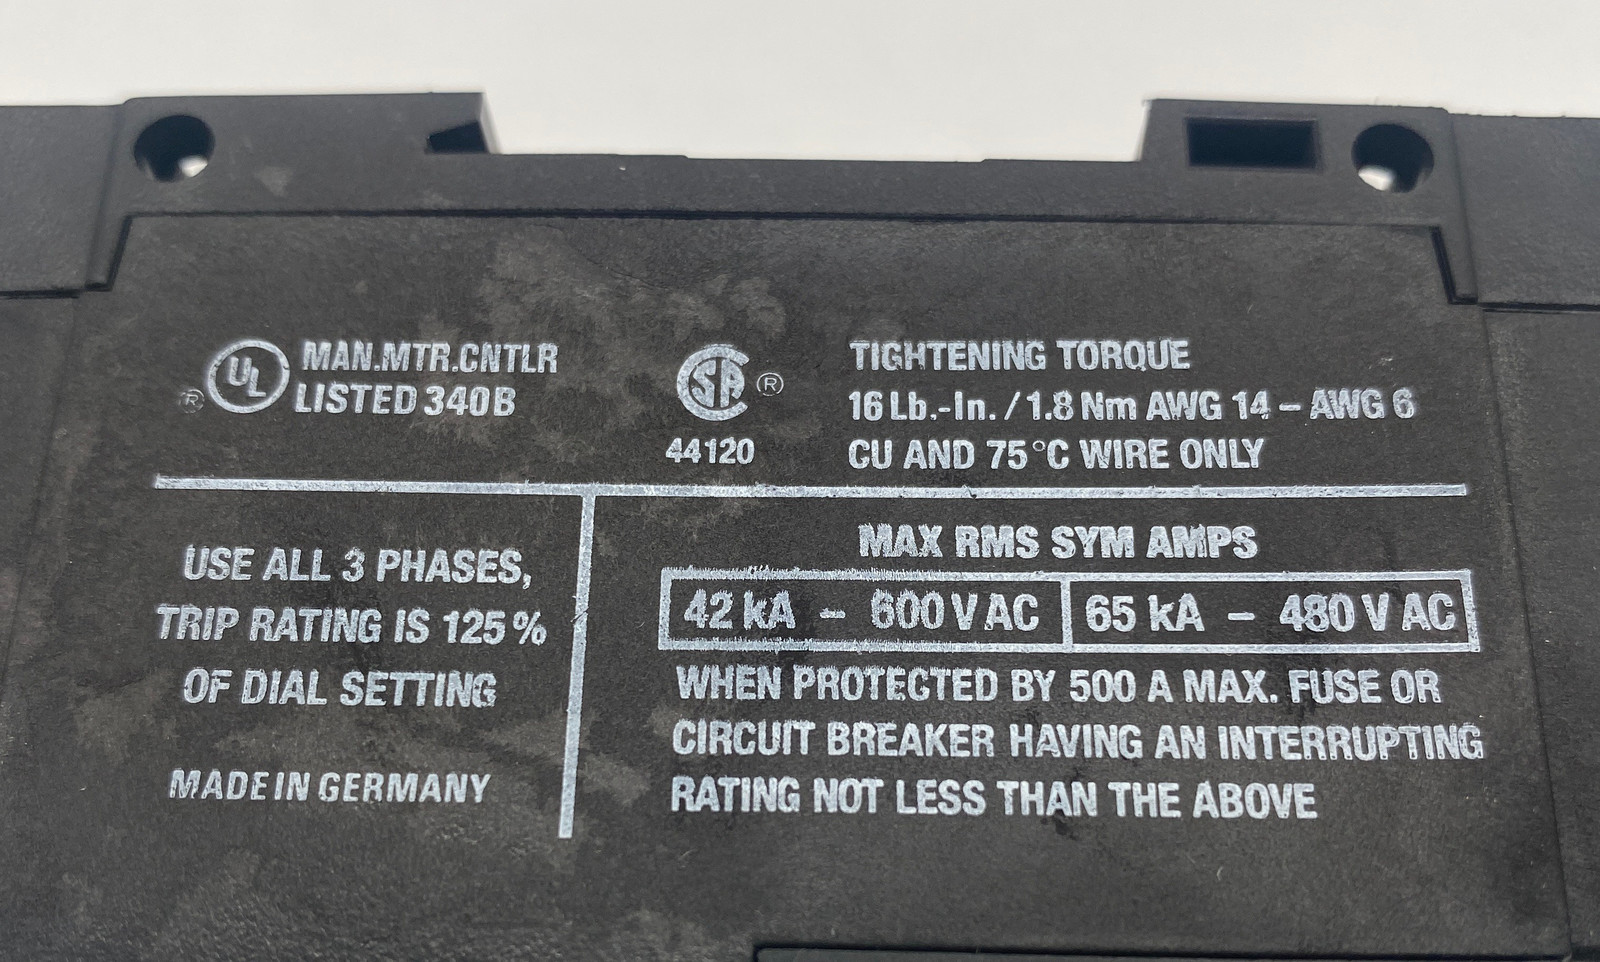 ® UL MAN.MTR.CNTLR
LISTED 340B
CSA ®
44120
TIGHTENING TORQUE
16 Lb.-In. / 1.8 Nm AWG 14 – AWG 6
CU AND 75°C WIRE ONLY
USE ALL 3 PHASES,
TRIP RATING IS 125%
OF DIAL SETTING
MADE IN GERMANY
MAX RMS SYM AMPS
42 kA – 600 V AC 65 kA – 480 V AC
WHEN PROTECTED BY 500 A MAX. FUSE OR
CIRCUIT BREAKER HAVING AN INTERRUPTING
RATING NOT LESS THAN THE ABOVE